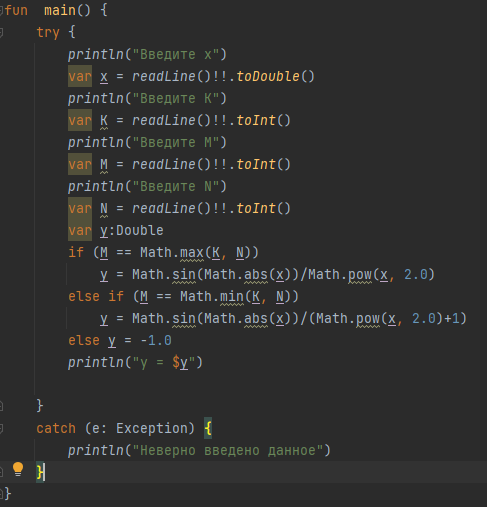 fun  main() {
    try {
        println("Введите x")
        var x = readLine()!!.toDouble()
        println("Введите K")
        var K = readLine()!!.toInt()
        println("Введите M")
        var M = readLine()!!.toInt()
        println("Введите N")
        var N = readLine()!!.toInt()
        var y:Double
        if (M == Math.max(K, N))
            y = Math.sin(Math.abs(x))/Math.pow(x, 2.0)
        else if (M == Math.min(K, N))
            y = Math.sin(Math.abs(x))/(Math.pow(x, 2.0)+1)
        else y = -1.0
        println("y = $y")
    }
    catch (e: Exception) {
        println("Неверно введено данное")
    }
}